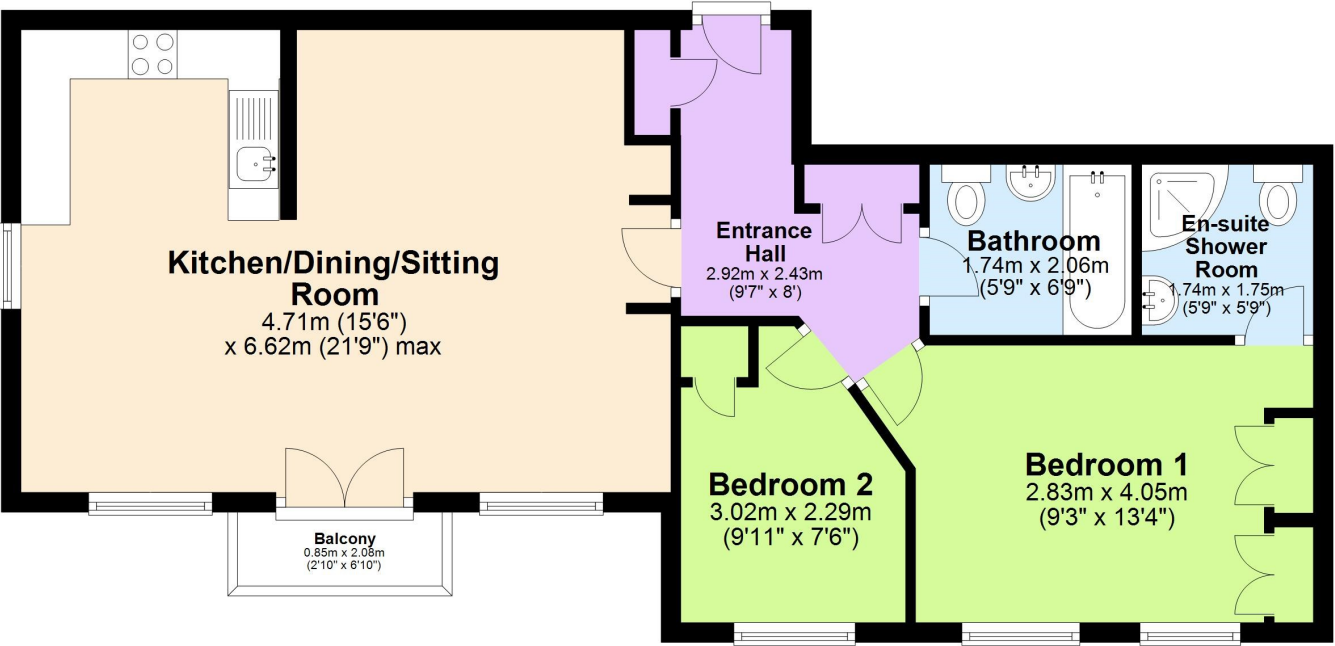 Kitchen/Dining/Sitting
Room
4.71m (15'6")
x 6.62m (21'9") max
Balcony
0.85m x 2.08m
(2'10" x 6'10")
Entrance
Hall
2.92m x 2.43m
(9'7" x 8')
Bathroom
1.74m x 2.06m
(5'9" x 6'9")
En-suite
Shower
Room
1.74m x 1.75m
(5'9" x 5'9")
Bedroom 2
3.02m x 2.29m
(9'11" x 7'6")
Bedroom 1
2.83m x 4.05m
(9'3" x 13'4")